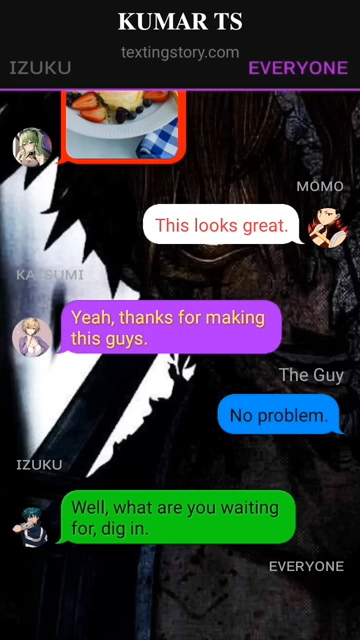 KUMAR TS
textingstory.com
IZUKU
EVERYONE
MOMO
This looks great.
KATSUMI
Yeah, thanks for making
this guys.
The Guy
No problem.
IZUKU
Well, what are you waiting
for, dig in.
EVERYONE